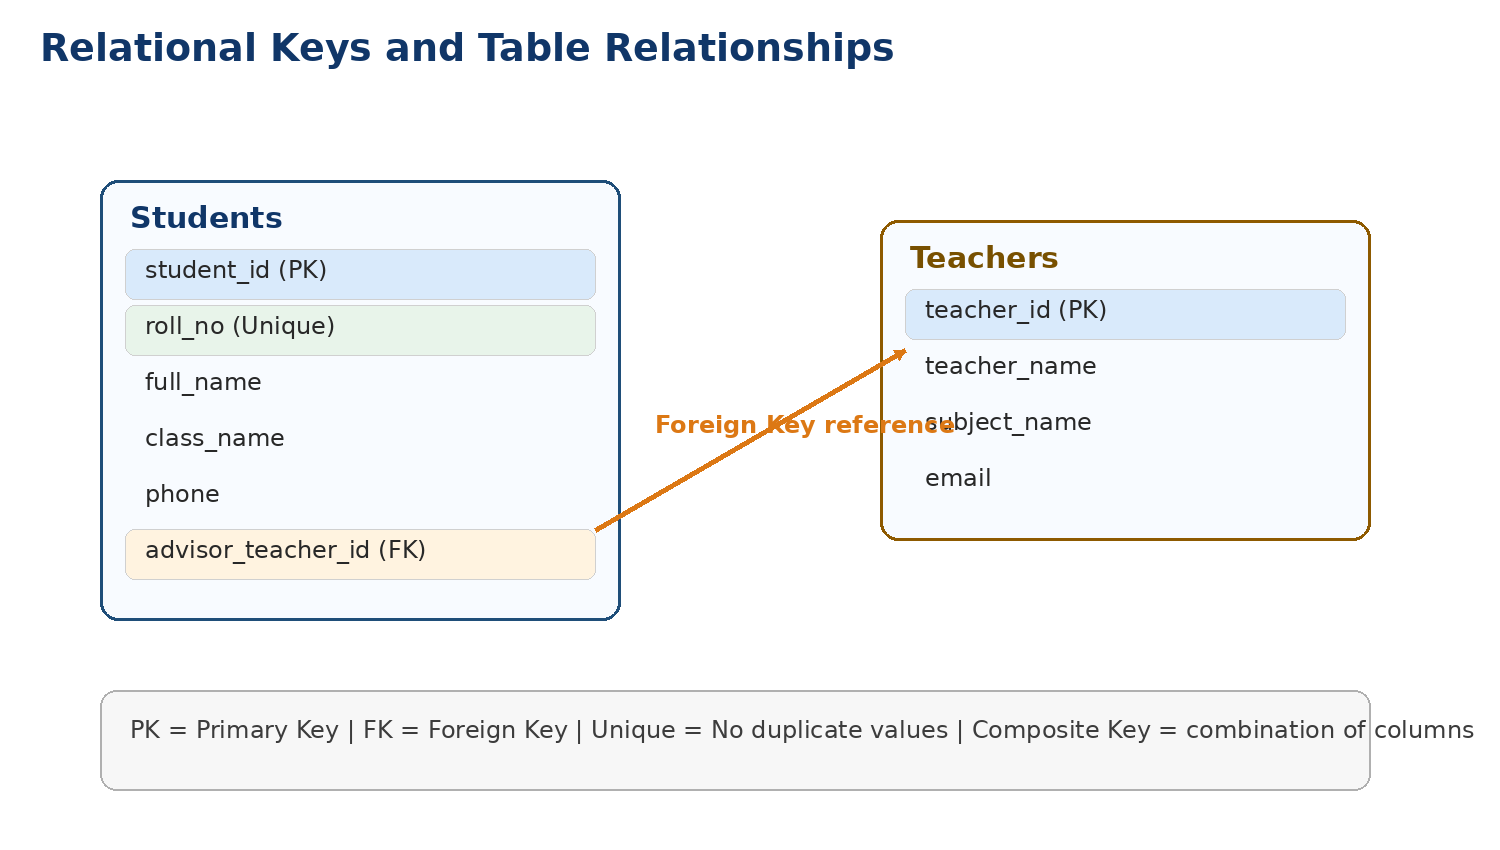 Relational Keys and Table Relationships
Students
student_id (PK)
roll_no (Unique)
full_name
class_name
phone
advisor_teacher_id (FK)
Foreign Key reference
Teachers
teacher_id (PK)
teacher_name
subject_name
email
PK = Primary Key | FK = Foreign Key | Unique = No duplicate values | Composite Key = combination of columns